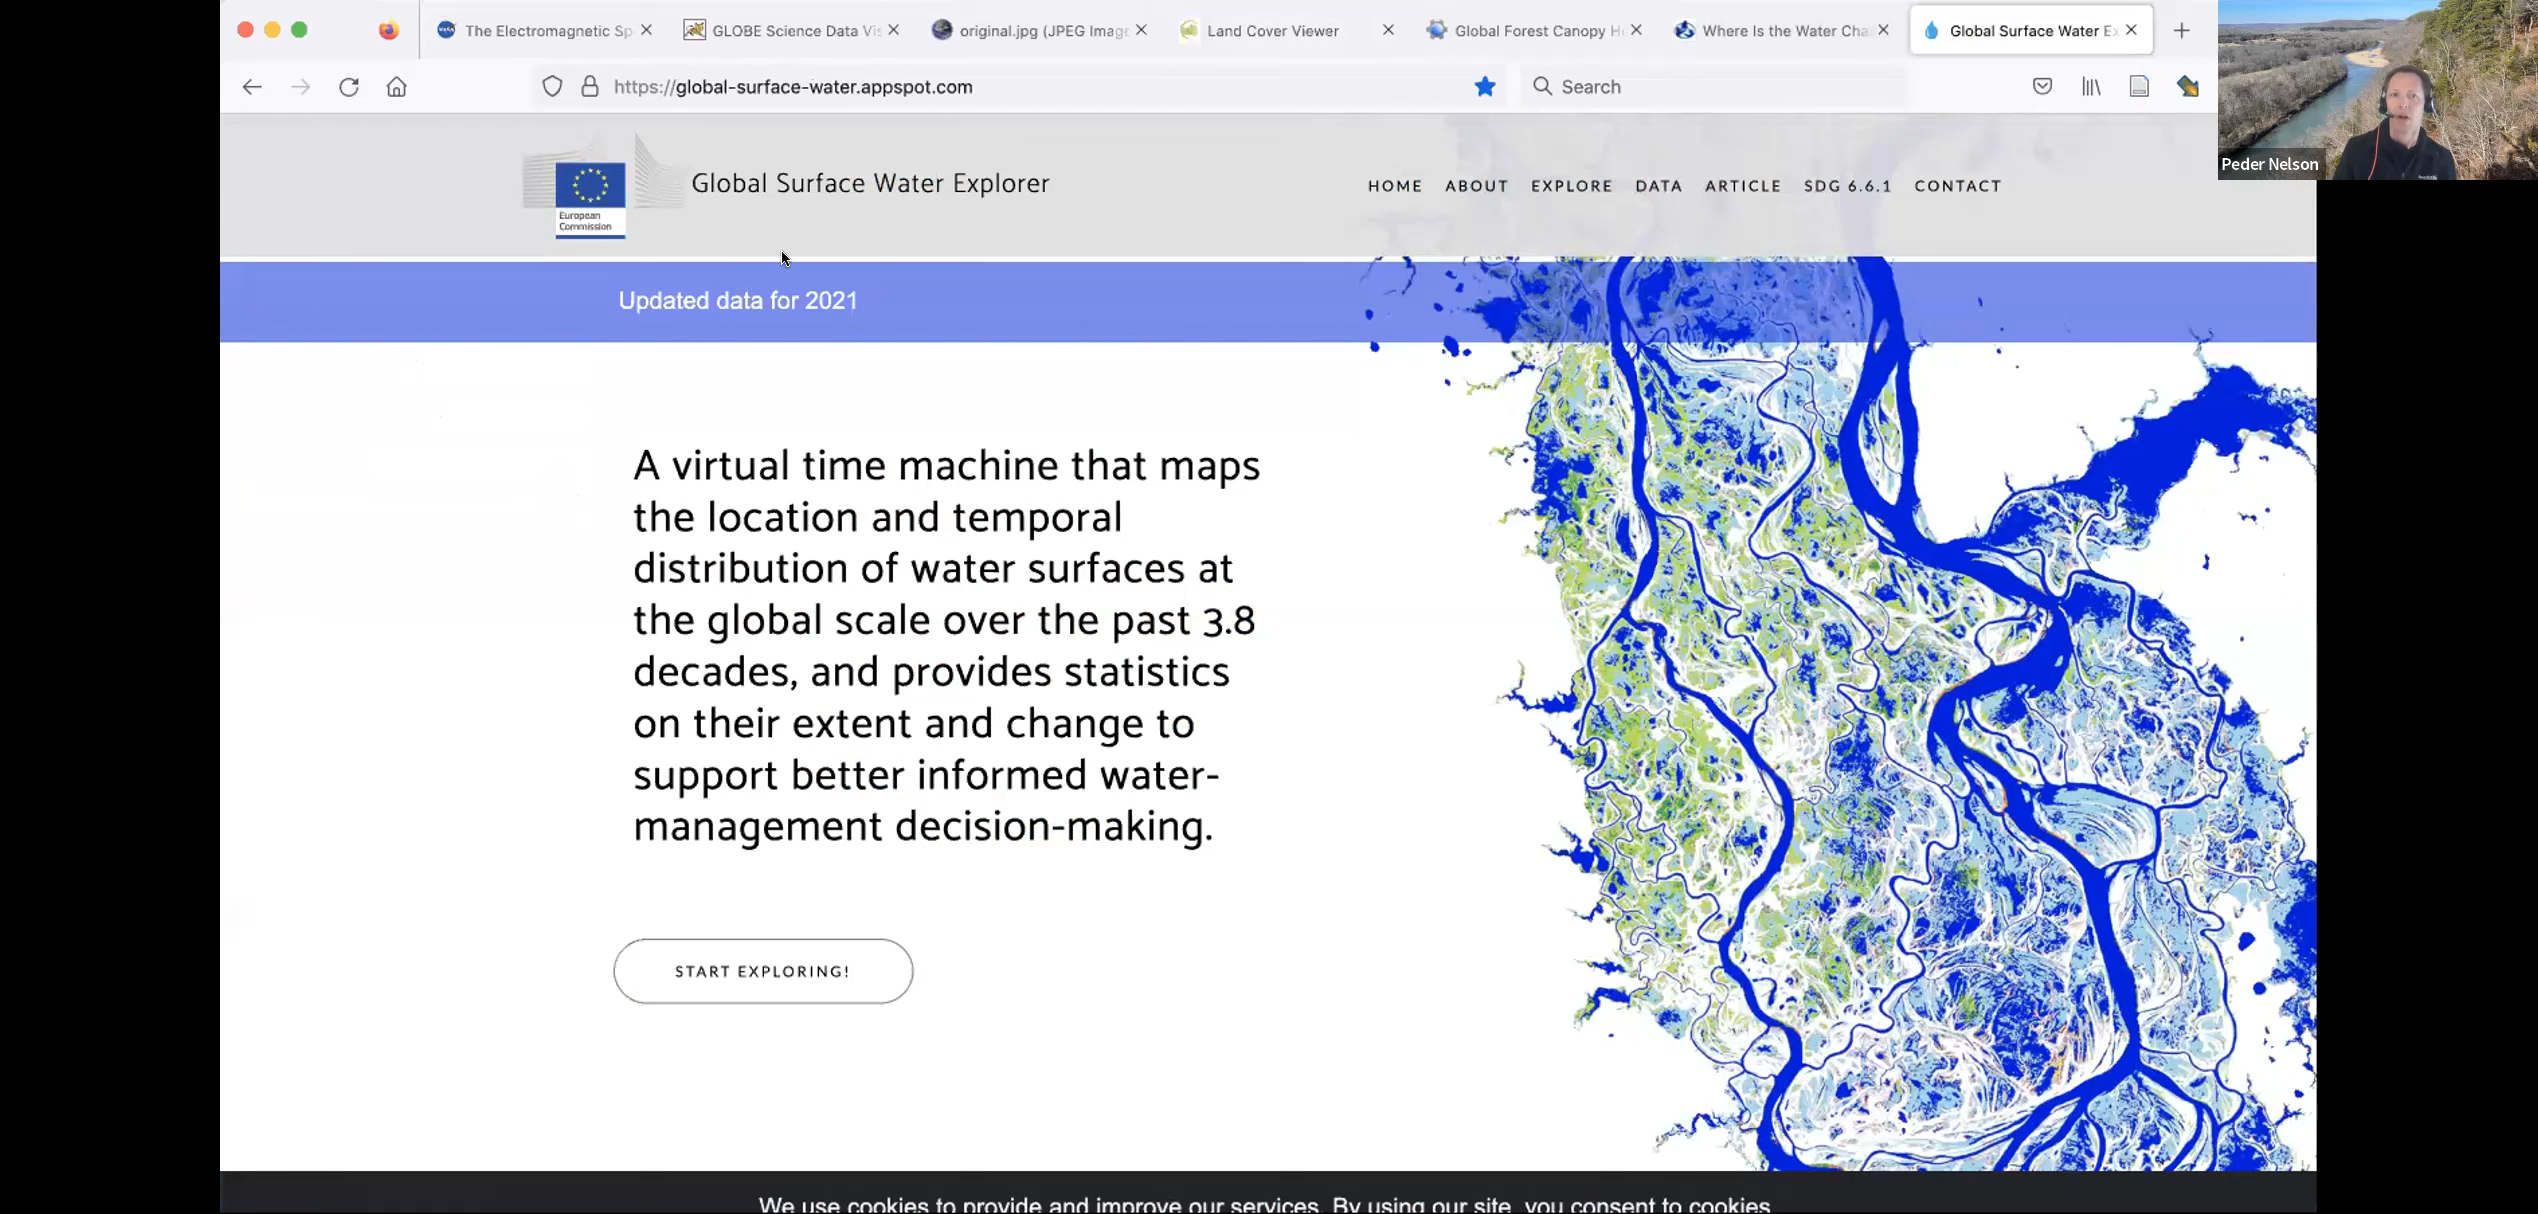 The Electromagnetic Sp
GLOBE Science Data Vis
original.jpg (JPEG Image
Land Cover Viewer
Global Forest Canopy H
Where Is the Water Cha
Global Surface Water Ex
https://global-surface-water.appspot.com
Search
Peder Nelson
European
Commission
Global Surface Water Explorer
HOME ABOUT EXPLORE DATA ARTICLE SDG 6.6.1 CONTACT
Updated data for 2021
A virtual time machine that maps
the location and temporal
distribution of water surfaces at
the global scale over the past 3.8
decades, and provides statistics
on their extent and change to
support better informed water-
management decision-making.
START EXPLORING!
We use cookies to provide and improve our services. By using our site, you consent to cookies.